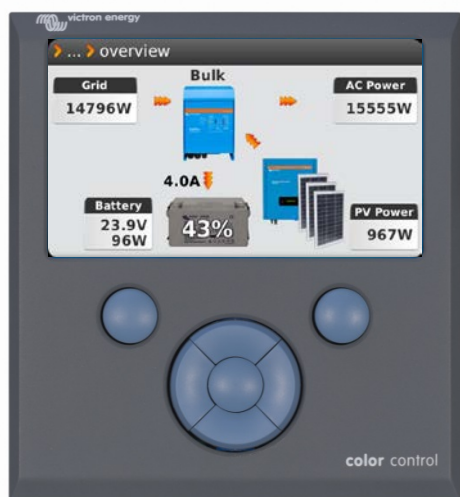 victron energy
... overview
Grid
14796W
Bulk
AC Power
15555W
4.0A
Battery
23.9V
96W
43%
PV Power
967W
color control